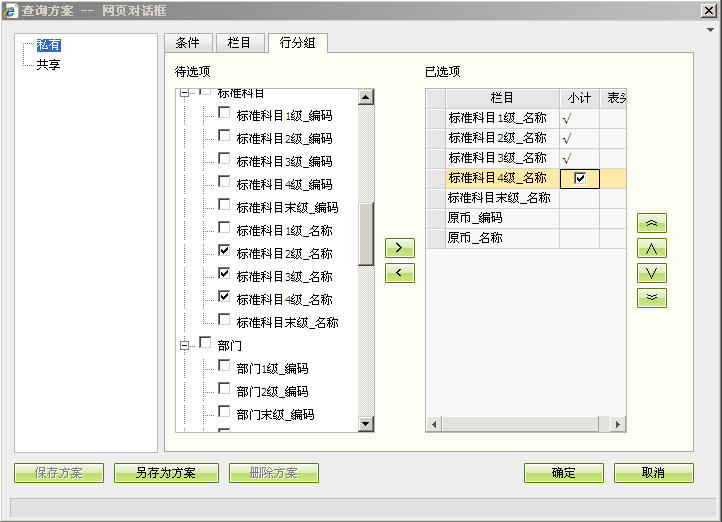 查询方案 -- 网页对话框
私有
共享
条件
栏目
行分组
待选项
标准科目
标准科目1级_编码
标准科目2级_编码
标准科目3级_编码
标准科目4级_编码
标准科目末级_编码
标准科目1级_名称
标准科目2级_名称
标准科目3级_名称
标准科目4级_名称
标准科目末级_名称
部门
部门1级_编码
部门2级_编码
部门末级_编码
>
<
已选项
栏目 小计 表头
标准科目1级_名称 √
标准科目2级_名称 √
标准科目3级_名称 √
标准科目4级_名称
标准科目末级_名称
原币_编码
原币_名称
保存方案
另存为方案
删除方案
确定
取消